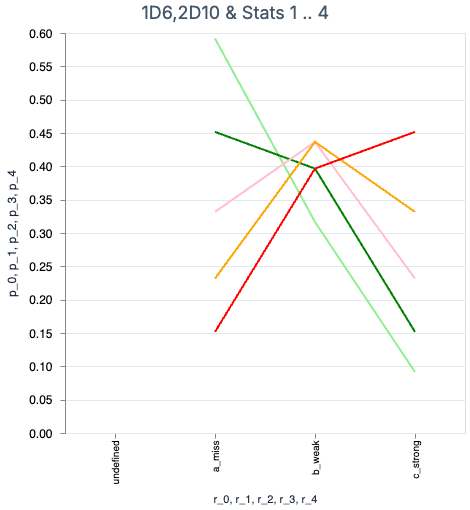 1D6,2D10 & Stats 1 .. 4
0.60
0.55
0.50
0.45
0.40
0.35
0.30
0.25
0.20
0.15
0.10
0.05
0.00
p_0, p_1, p_2, p_3, p_4
undefined
a_miss
b_weak
c_strong
r_0, r_1, r_2, r_3, r_4